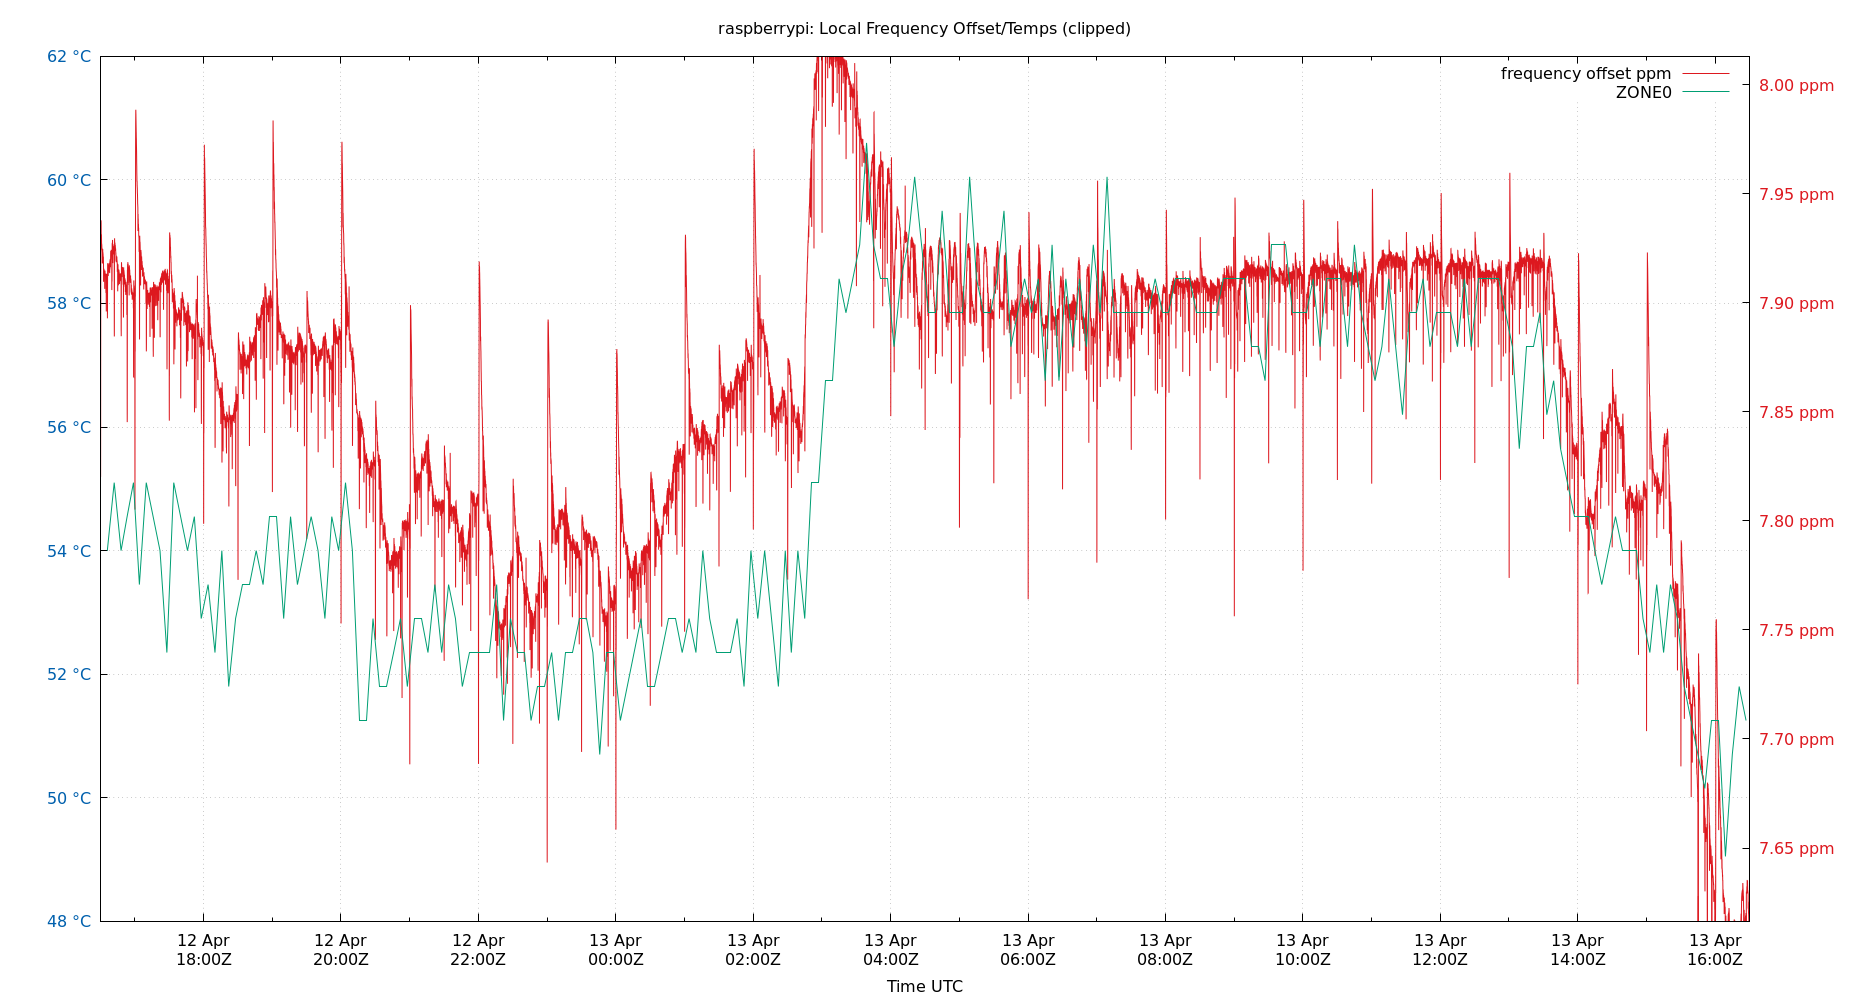 raspberrypi: Local Frequency Offset/Temps (clipped)
frequency offset ppm
ZONE0
62 °C
60 °C
58 °C
56 °C
54 °C
52 °C
50 °C
48 °C
8.00 ppm
7.95 ppm
7.90 ppm
7.85 ppm
7.80 ppm
7.75 ppm
7.70 ppm
7.65 ppm
12 Apr 12 Apr 12 Apr 13 Apr 13 Apr 13 Apr 13 Apr 13 Apr 13 Apr 13 Apr 13 Apr 13 Apr
18:00Z 20:00Z 22:00Z 00:00Z 02:00Z 04:00Z 06:00Z 08:00Z 10:00Z 12:00Z 14:00Z 16:00Z
Time UTC